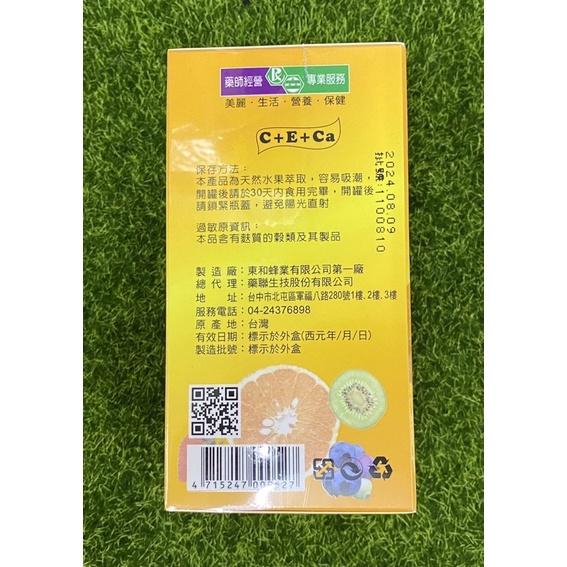 藥師經營 Rx 專業服務
美麗・生活・營養・保健
C+E+Ca
保存方法：
本產品為天然水果萃取，容易吸潮，
開罐後請於30天內食用完畢，開罐後
請鎖緊瓶蓋，避免陽光直射
過敏原資訊：
本品含有麩質的穀類及其製品
2024.08.09
批號:1100810
製造廠：東和蜂業有限公司第一廠
總代理：藥聯生技股份有限公司
地址：台中市北屯區軍福八路280號1樓,2樓,3樓
服務電話：04-24376898
原產地：台灣
有效日期：標示於外盒(西元年/月/日)
製造批號：標示於外盒